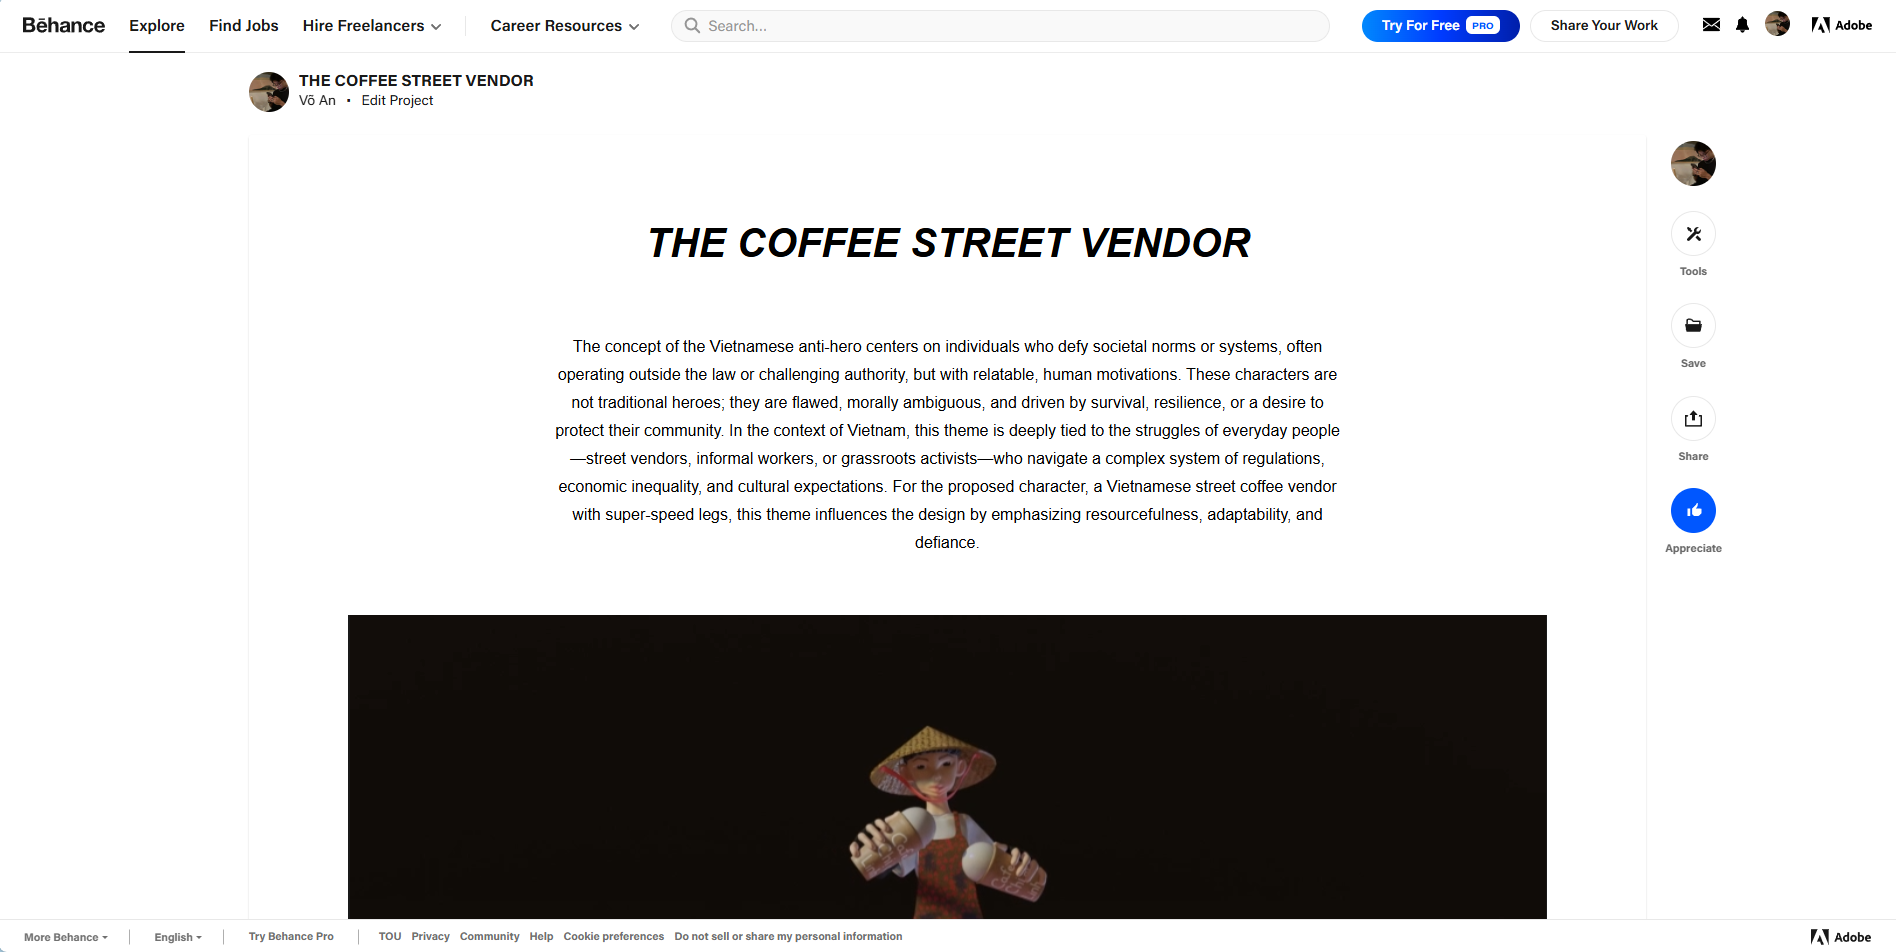 Bēhance
Explore
Find Jobs
Hire Freelancers
Career Resources
Search...
Try For Free PRO
Share Your Work
Adobe
THE COFFEE STREET VENDOR
Võ An • Edit Project
THE COFFEE STREET VENDOR
The concept of the Vietnamese anti-hero centers on individuals who defy societal norms or systems, often
operating outside the law or challenging authority, but with relatable, human motivations. These characters are
not traditional heroes; they are flawed, morally ambiguous, and driven by survival, resilience, or a desire to
protect their community. In the context of Vietnam, this theme is deeply tied to the struggles of everyday people
—street vendors, informal workers, or grassroots activists—who navigate a complex system of regulations,
economic inequality, and cultural expectations. For the proposed character, a Vietnamese street coffee vendor
with super-speed legs, this theme influences the design by emphasizing resourcefulness, adaptability, and
defiance.
Tools
Save
Share
Appreciate
More Behance
English
Try Behance Pro
TOU
Privacy
Community
Help
Cookie preferences
Do not sell or share my personal information
Adobe